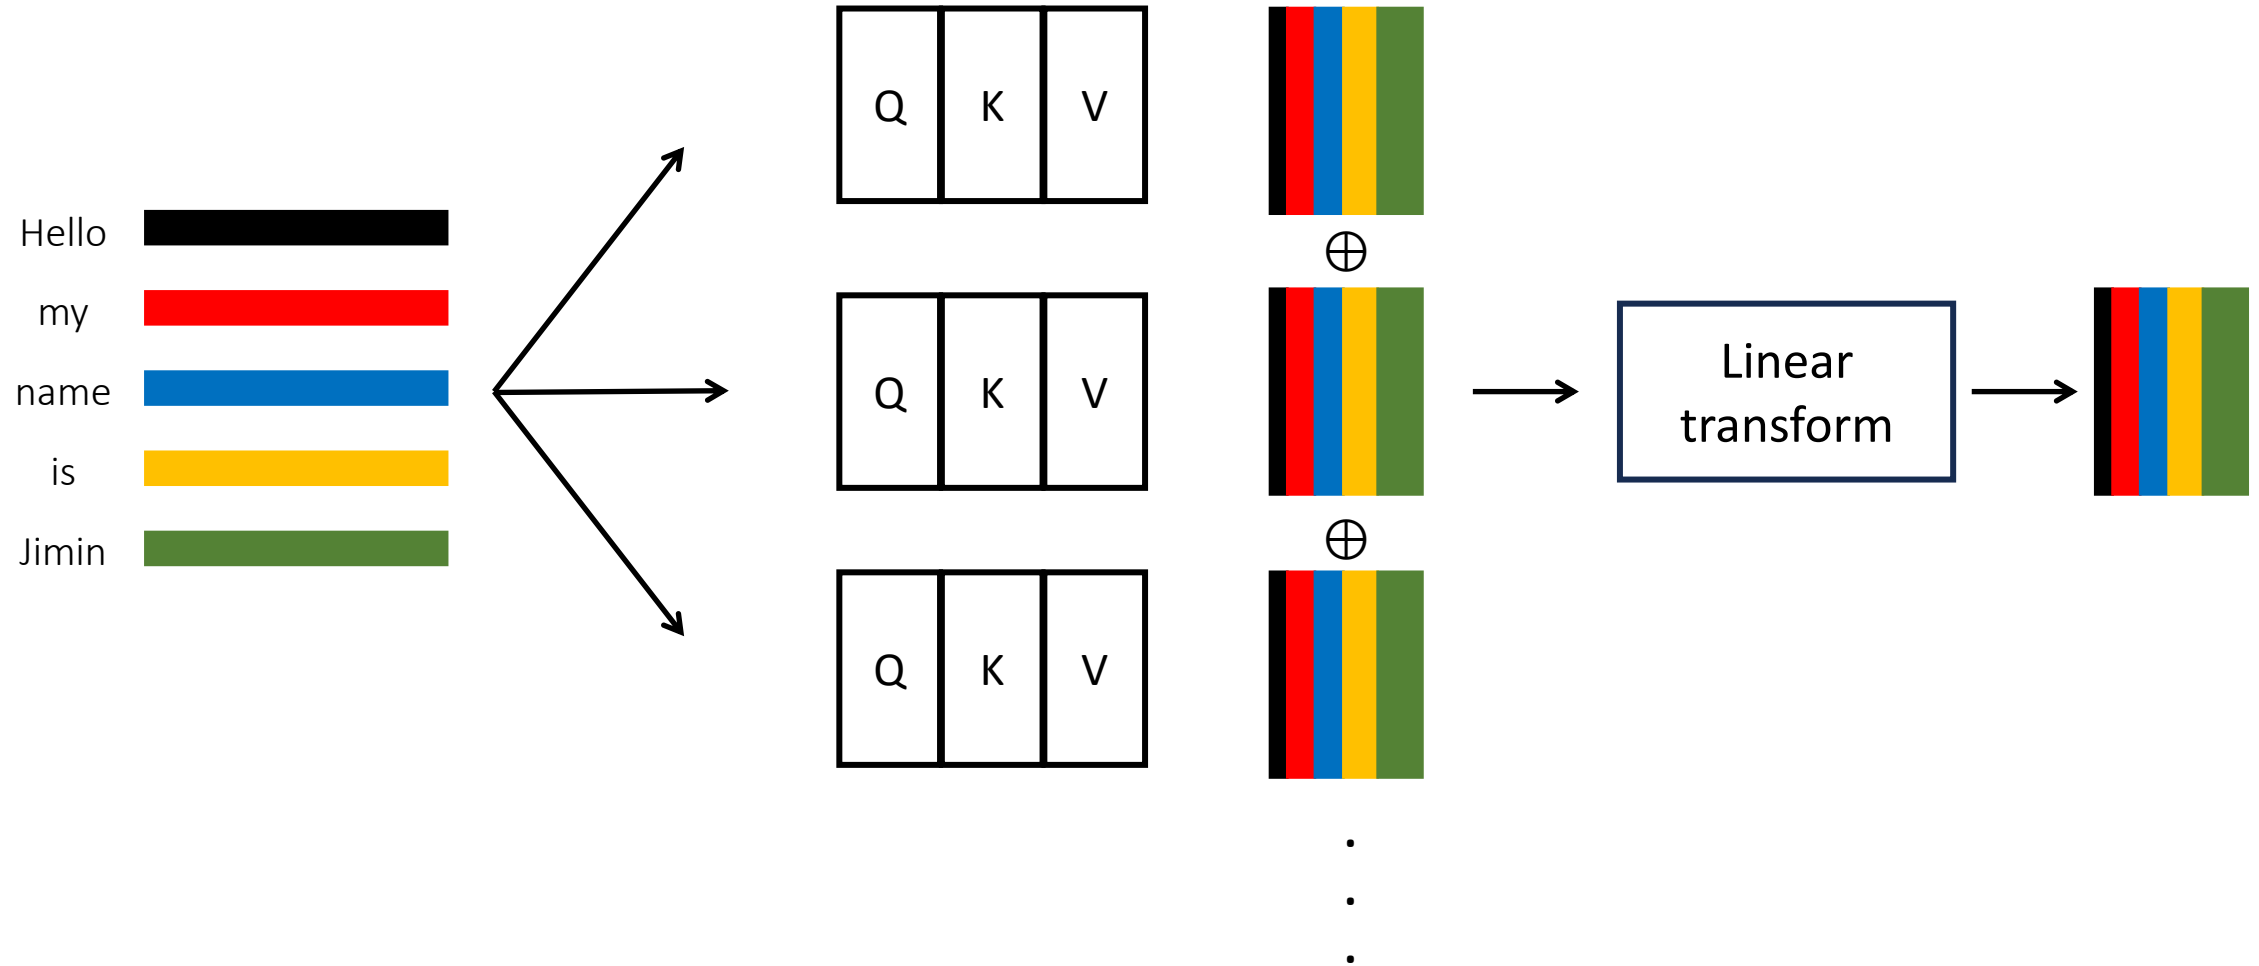 Hello
my
name
is
Jimin
Q K V
Q K V
Q K V
Linear
transform